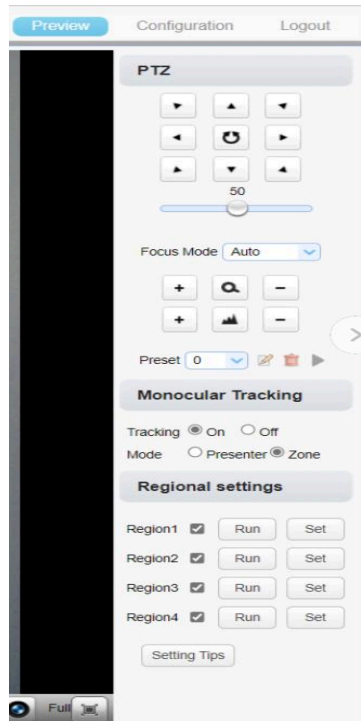 Preview Configuration Logout
PTZ
50
Focus Mode Auto
+ -
+ -
Preset 0
Monocular Tracking
Tracking On Off
Mode Presenter Zone
Regional settings
Region1 Run Set
Region2 Run Set
Region3 Run Set
Region4 Run Set
Setting Tips
Full